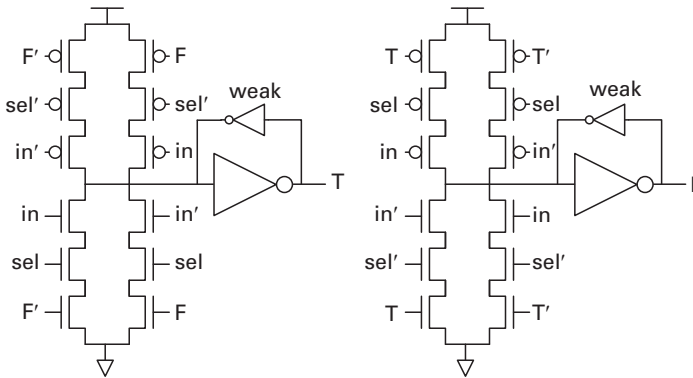 F′ F T T′
sel′ sel′ weak sel sel weak
in′ in in in′
T
in in′ in′ in
sel sel sel′ sel′
F′ F T T′